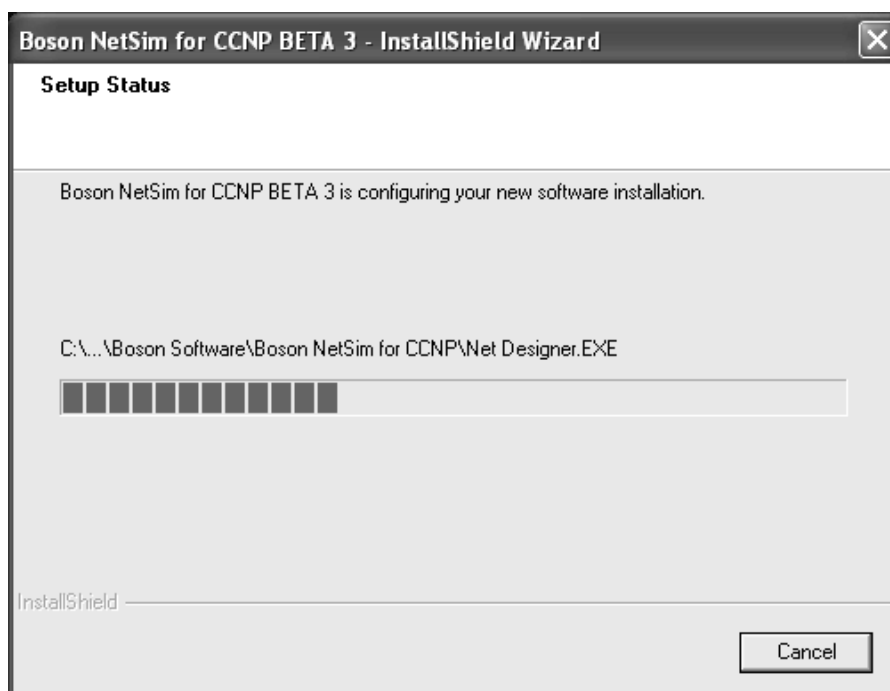 Boson NetSim for CCNP BETA 3 - InstallShield Wizard
Setup Status
Boson NetSim for CCNP BETA 3 is configuring your new software installation.
C:\...\Boson Software\Boson NetSim for CCNP\Net Designer.EXE
InstallShield
Cancel